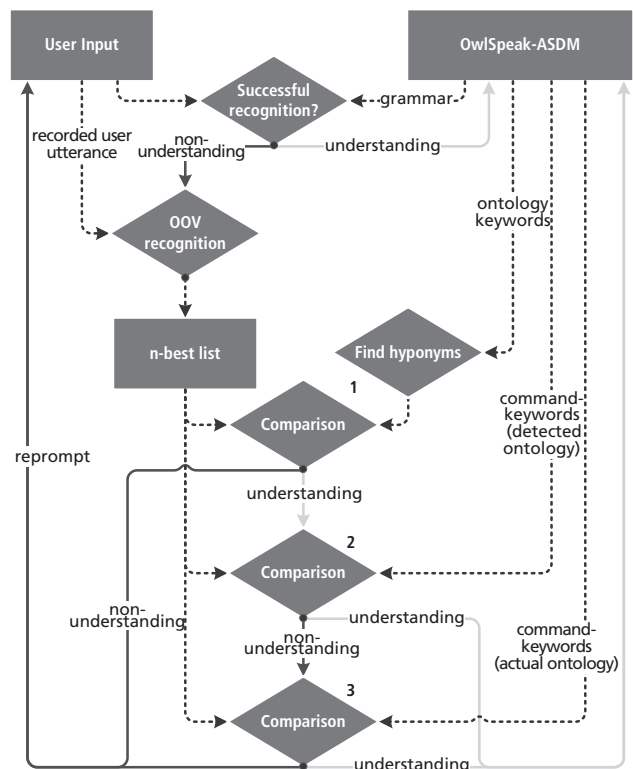 User Input
OwlSpeak-ASDM
Successful
recognition?
grammar
recorded user
utterance
non-
understanding
understanding
OOV
recognition
ontology
keywords
n-best list
Find hyponyms
1
Comparison
command-
keywords
(detected
ontology)
reprompt
understanding
2
Comparison
non-
understanding
understanding
non-
understanding
command-
keywords
(actual ontology)
3
Comparison
understanding